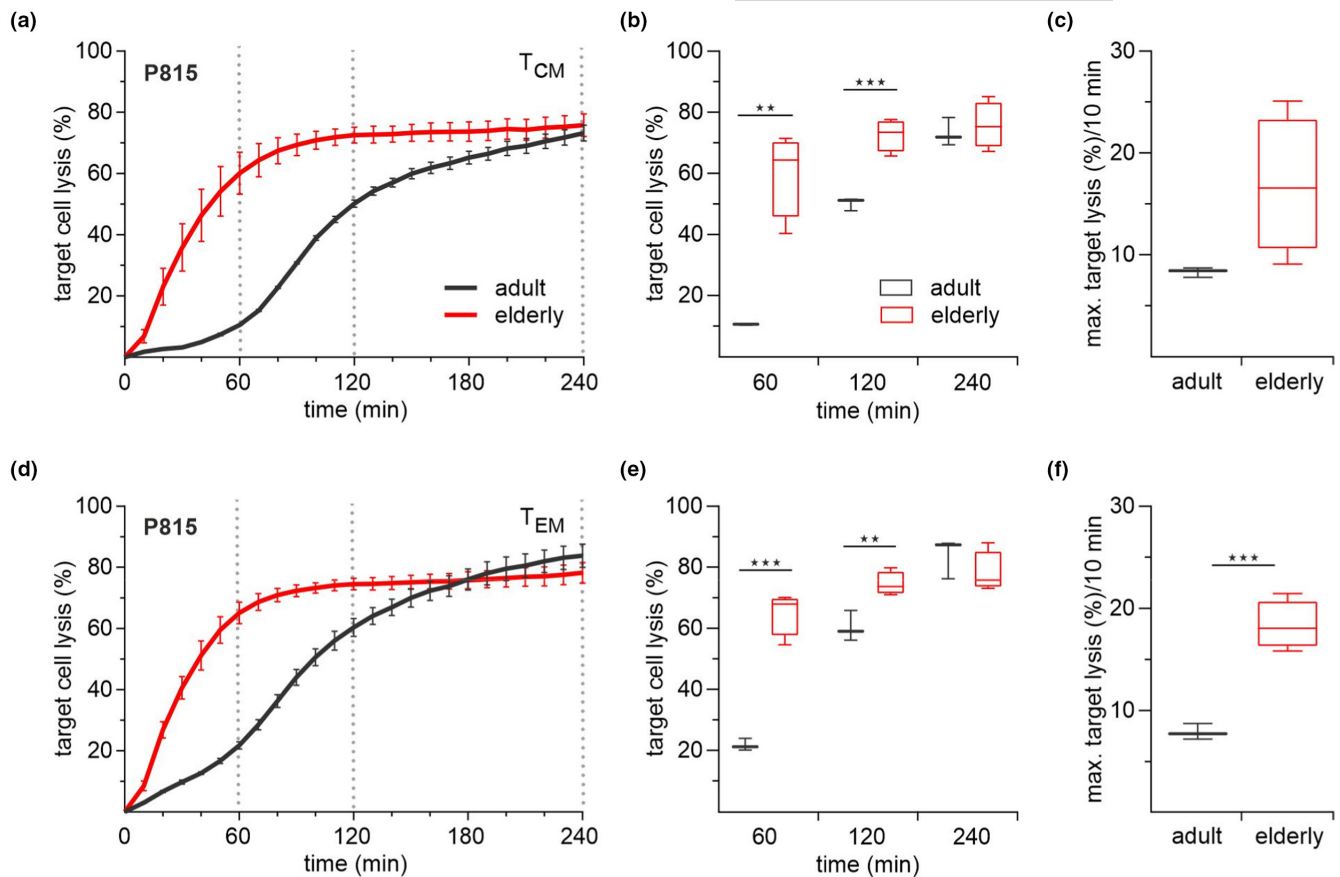 (a)
P815
T_CM
target cell lysis (%)
100
80
60
40
20
0 60 120 180 240
time (min)
adult
elderly
(b)
target cell lysis (%)
100
80
60
40
20
★★
★★★
adult
elderly
60 120 240
time (min)
(c)
max. target lysis (%)/10 min
30
20
10
adult elderly
(d)
P815
T_EM
target cell lysis (%)
100
80
60
40
20
0 60 120 180 240
time (min)
(e)
target cell lysis (%)
100
80
60
40
20
★★★
★★
60 120 240
time (min)
(f)
max. target lysis (%)/10 min
30
20
10
★★★
adult elderly